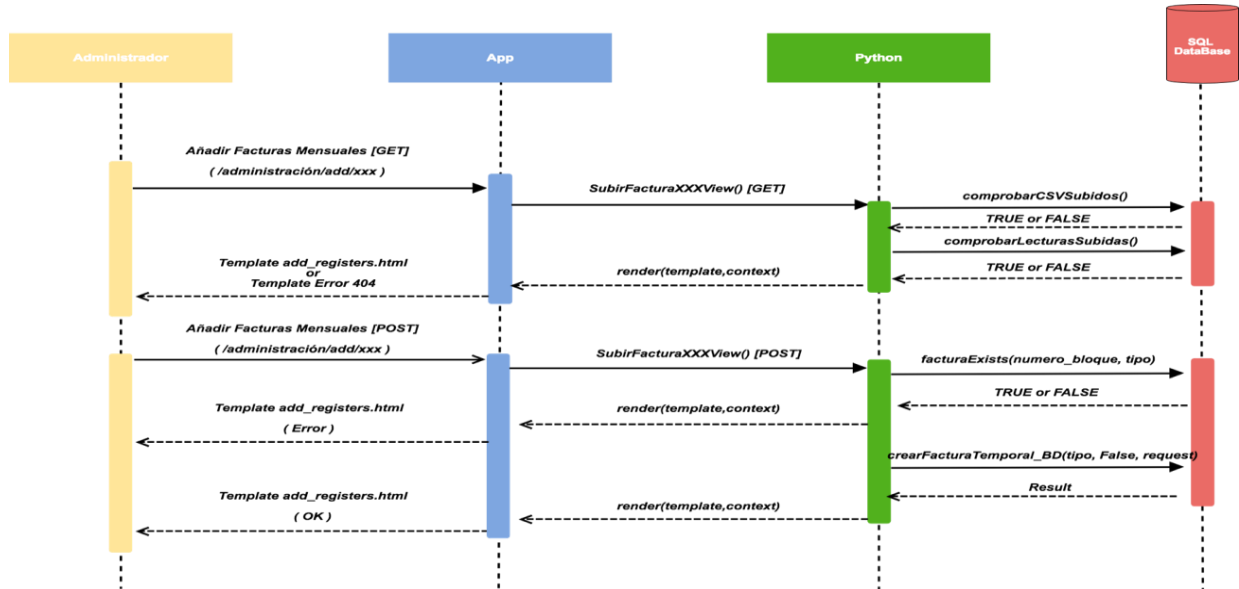 Administrador
App
Python
SQL
DataBase
Añadir Facturas Mensuales [GET]
( /administración/add/xxx )
SubirFacturaXXXView() [GET]
comprobarCSVSubidos()
TRUE or FALSE
comprobarLecturasSubidas()
TRUE or FALSE
Template add_registers.html
or
Template Error 404
render(template,context)
Añadir Facturas Mensuales [POST]
( /administración/add/xxx )
SubirFacturaXXXView() [POST]
facturaExists(numero_bloque, tipo)
TRUE or FALSE
Template add_registers.html
( Error )
render(template,context)
crearFacturaTemporal_BD(tipo, False, request)
Result
Template add_registers.html
( OK )
render(template,context)